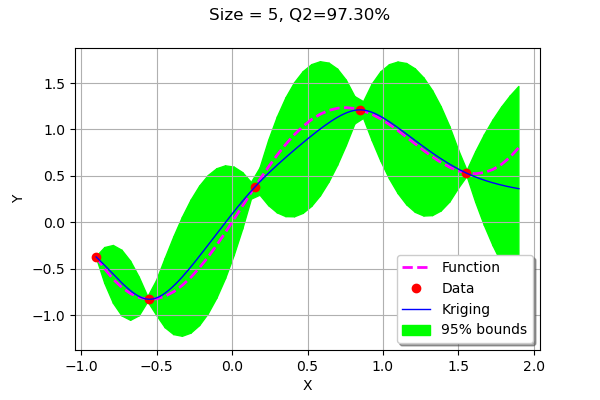 Size = 5, Q2=97.30%
Y
1.5
1.0
0.5
0.0
−0.5
−1.0
Function
Data
Kriging
95% bounds
−1.0 −0.5 0.0 0.5 1.0 1.5 2.0
X